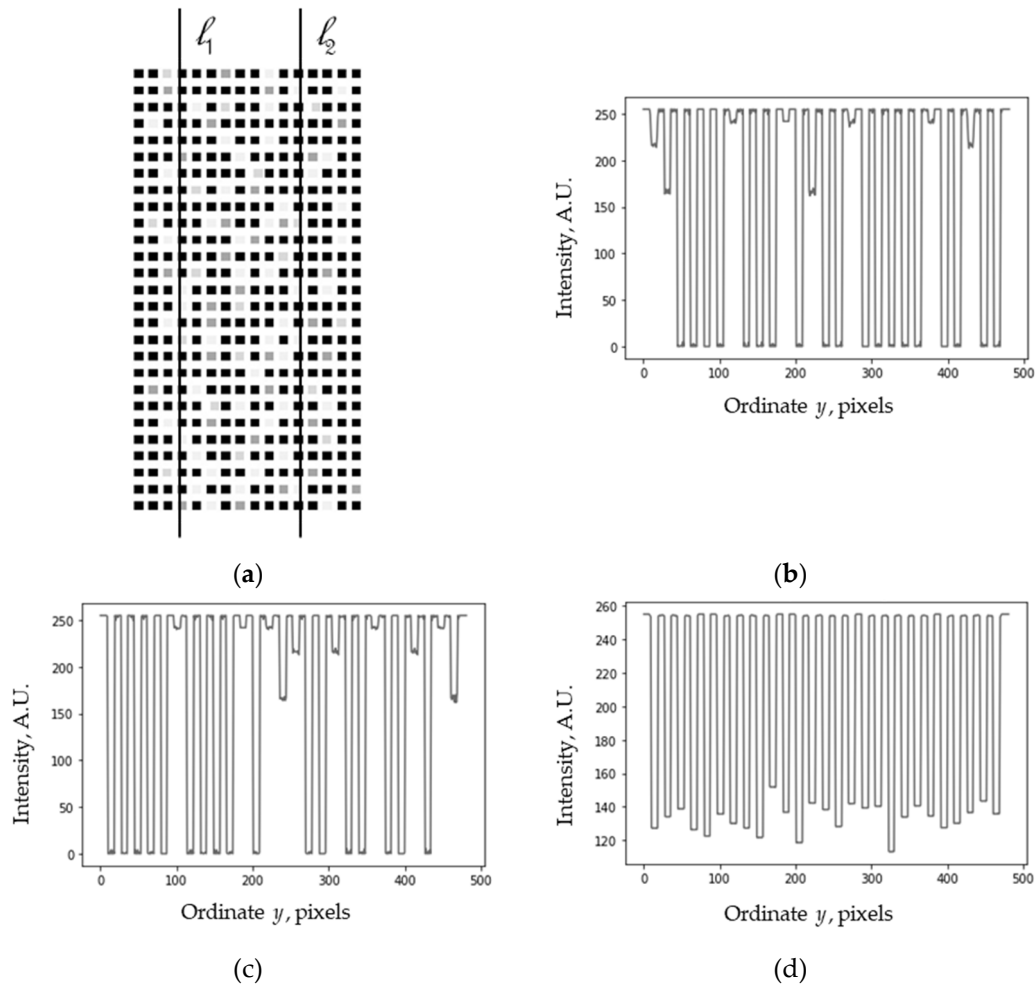 ℓ1 ℓ2
(a)
250
200
150
100
50
0
0 100 200 300 400 500
Intensity, A.U.
Ordinate y, pixels
(b)
250
200
150
100
50
0
0 100 200 300 400 500
Intensity, A.U.
Ordinate y, pixels
(c)
260
240
220
200
180
160
140
120
0 100 200 300 400 500
Intensity, A.U.
Ordinate y, pixels
(d)